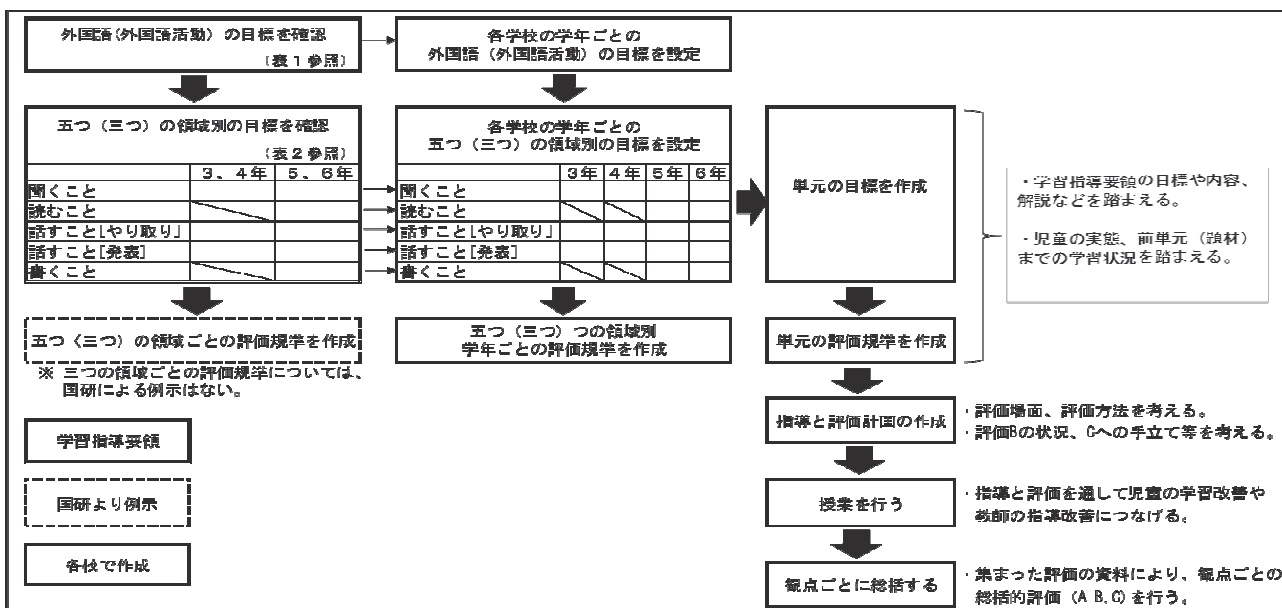 外国語(外国語活動)の目標を確認
(表1参照)
各学校の学年ごとの
外国語(外国語活動)の目標を設定
五つ(三つ)の領域別の目標を確認
(表2参照)
3、4年 5、6年
聞くこと
読むこと
話すこと[やり取り]
話すこと[発表]
書くこと
各学校の学年ごとの
五つ(三つ)の領域別の目標を設定
3年 4年 5年 6年
聞くこと
読むこと
話すこと[やり取り]
話すこと[発表]
書くこと
単元の目標を作成
・学習指導要領の目標や内容、
解説などを踏まえる。
・児童の実態、前単元(題材)
までの学習状況を踏まえる。
五つ(三つ)の領域ごとの評価規準を作成
※ 三つの領域ごとの評価規準については、
国研による例示はない。
五つ(三つ)つの領域別
学年ごとの評価規準を作成
単元の評価規準を作成
指導と評価計画の作成
・評価場面、評価方法を考える。
・評価Bの状況、Cへの手立て等を考える。
学習指導要領
国研より例示
各校で作成
授業を行う
・指導と評価を通して児童の学習改善や
教師の指導改善につなげる。
観点ごとに総括する
・集まった評価の資料により、観点ごとの
総括的評価(A B,C)を行う。